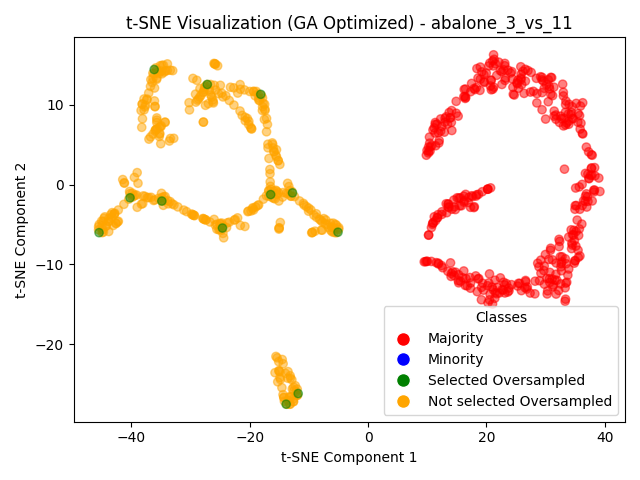 t-SNE Visualization (GA Optimized) - abalone_3_vs_11
t-SNE Component 2
10
0
−10
−20
Classes
Majority
Minority
Selected Oversampled
Not selected Oversampled
−40 −20 0 20 40
t-SNE Component 1